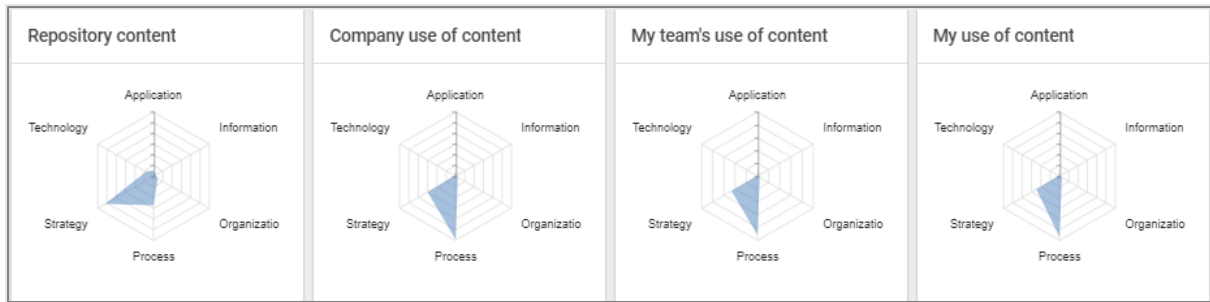 Repository content
Application
Technology
Information
Strategy
Organizatio
Process
Company use of content
Application
Technology
Information
Strategy
Organizatio
Process
My team's use of content
Application
Technology
Information
Strategy
Organizatio
Process
My use of content
Application
Technology
Information
Strategy
Organizatio
Process